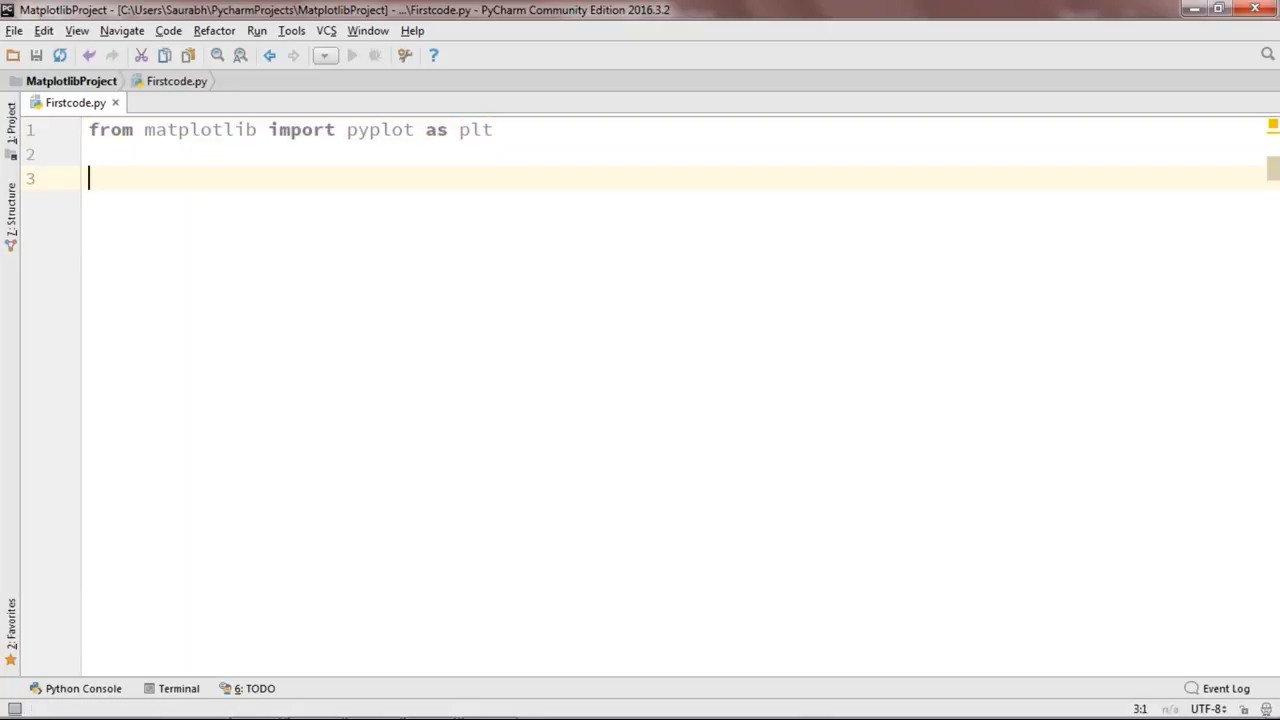 MatplotlibProject - [C:\Users\Saurabh\PycharmProjects\MatplotlibProject] - ...\Firstcode.py - PyCharm Community Edition 2016.3.2
File Edit View Navigate Code Refactor Run Tools VCS Window Help
MatplotlibProject Firstcode.py
Firstcode.py
1: Project
Z: Structure
2: Favorites
1 from matplotlib import pyplot as plt
2
3
Python Console Terminal 6: TODO Event Log
3:1 n/a UTF-8